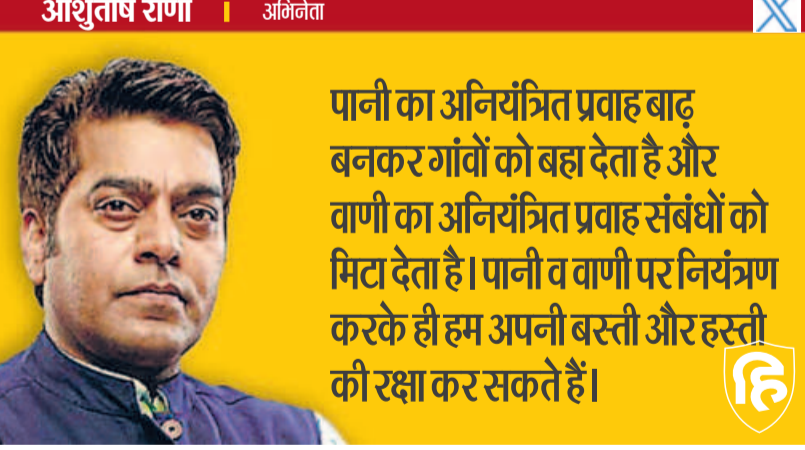 आशुतोष राणा | अभिनेता
पानी का अनियंत्रित प्रवाह बाढ़
बनकर गांवों को बहा देता है और
वाणी का अनियंत्रित प्रवाह संबंधों को
मिटा देता है। पानी व वाणी पर नियंत्रण
करके ही हम अपनी बस्ती और हस्ती
की रक्षा कर सकते हैं।
हि